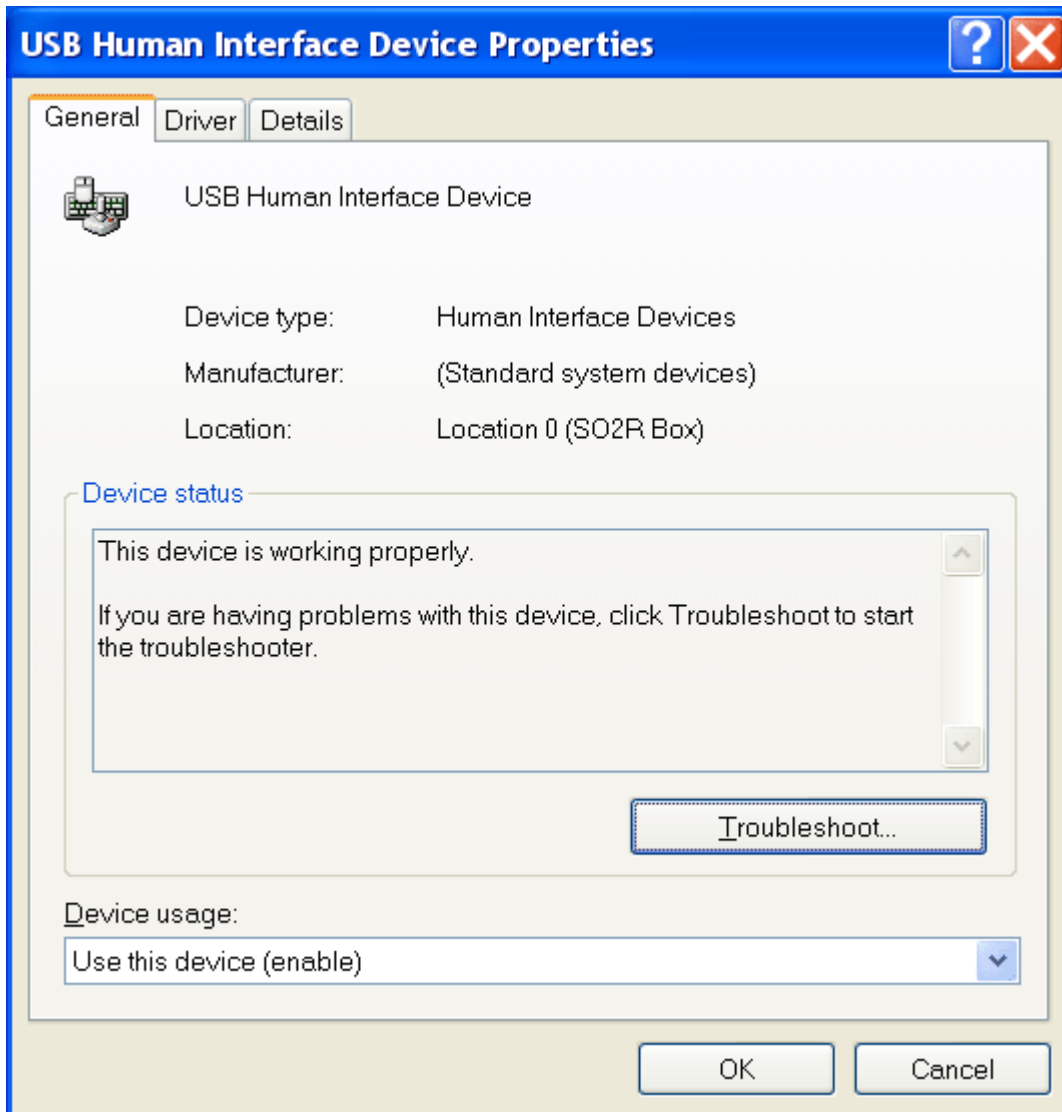 USB Human Interface Device Properties
General Driver Details
USB Human Interface Device
Device type: Human Interface Devices
Manufacturer: (Standard system devices)
Location: Location 0 (SO2R Box)
Device status
This device is working properly.
If you are having problems with this device, click Troubleshoot to start
the troubleshooter.
Troubleshoot...
Device usage:
Use this device (enable)
OK Cancel